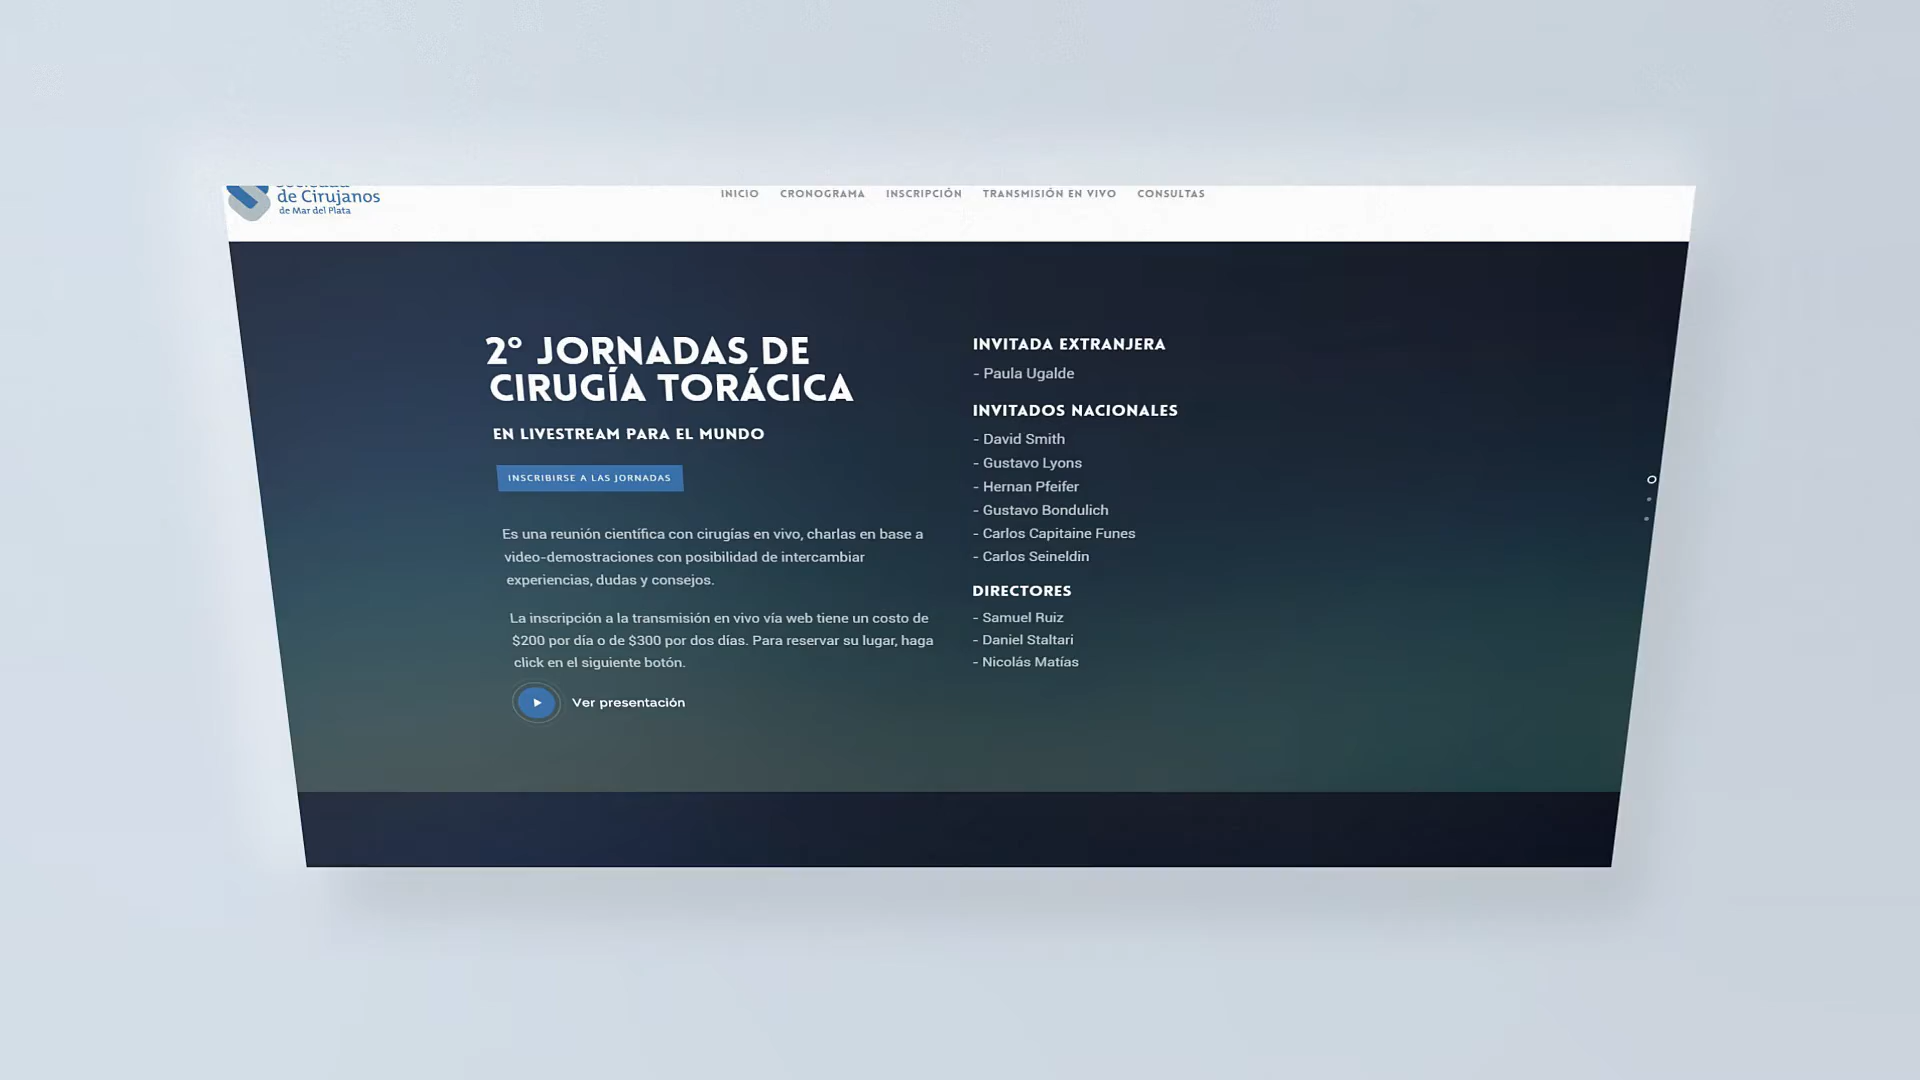 de Cirujanos
de Mar del Plata
INICIO CRONOGRAMA INSCRIPCIÓN TRANSMISIÓN EN VIVO CONSULTAS
2º JORNADAS DE
CIRUGÍA TORÁCICA
EN LIVESTREAM PARA EL MUNDO
INSCRIBIRSE A LAS JORNADAS
Es una reunión científica con cirugías en vivo, charlas en base a
video-demostraciones con posibilidad de intercambiar
experiencias, dudas y consejos.
La inscripción a la transmisión en vivo vía web tiene un costo de
$200 por día o de $300 por dos días. Para reservar su lugar, haga
click en el siguiente botón.
Ver presentación
INVITADA EXTRANJERA
- Paula Ugalde
INVITADOS NACIONALES
- David Smith
- Gustavo Lyons
- Hernan Pfeifer
- Gustavo Bondulich
- Carlos Capitaine Funes
- Carlos Seineldin
DIRECTORES
- Samuel Ruiz
- Daniel Staltari
- Nicolás Matías